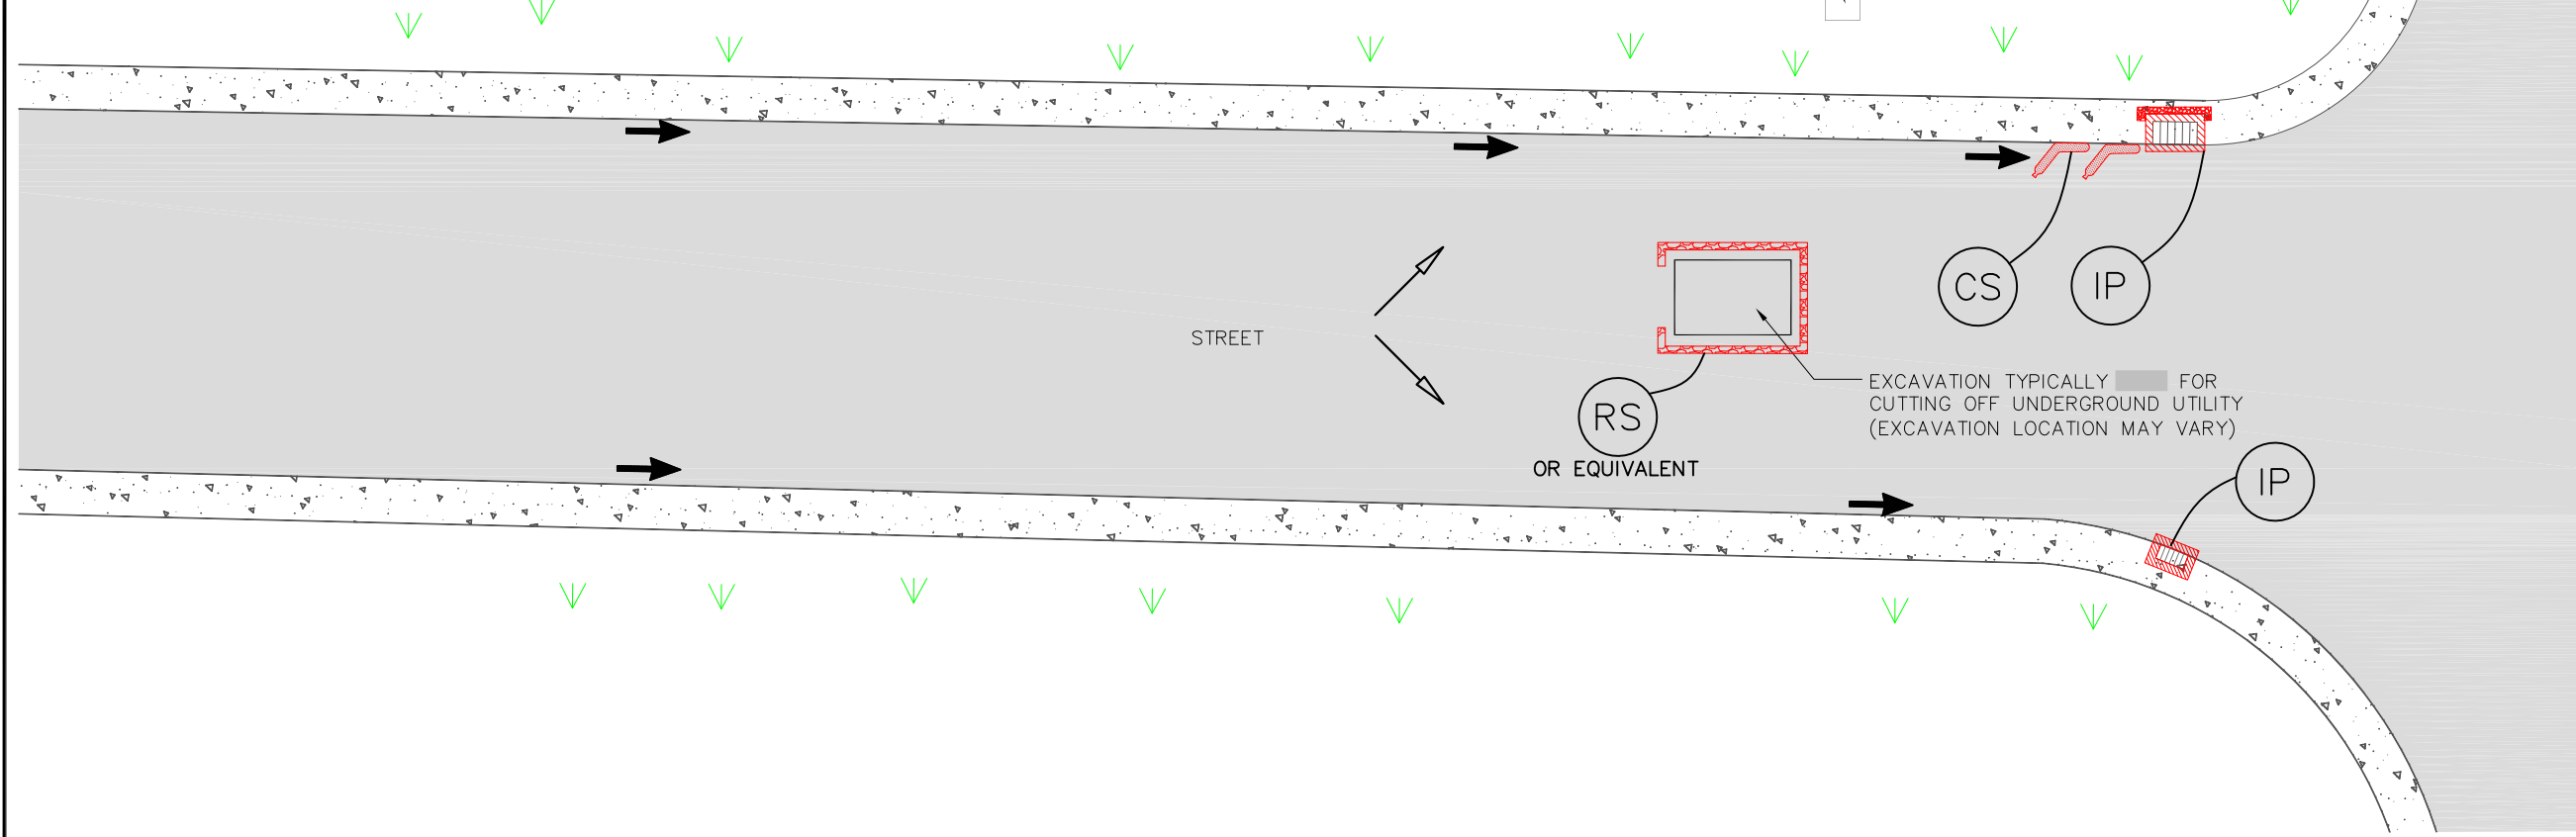 STREET
CS
IP
RS
OR EQUIVALENT
EXCAVATION TYPICALLY FOR
CUTTING OFF UNDERGROUND UTILITY
(EXCAVATION LOCATION MAY VARY)
IP